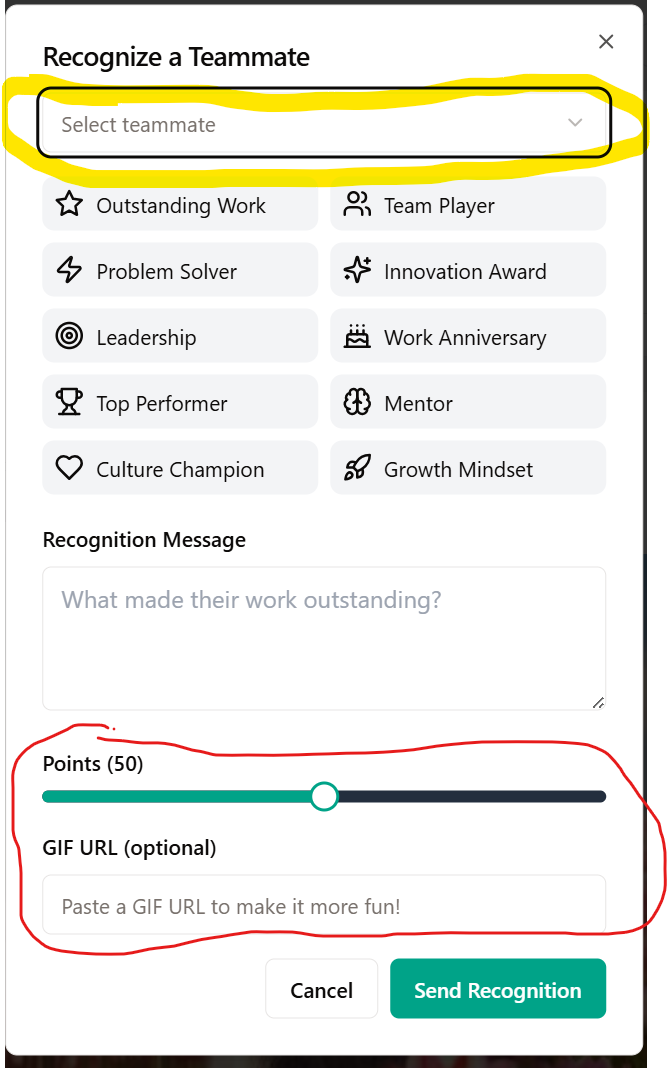 Recognize a Teammate
Select teammate
Outstanding Work Team Player
Problem Solver Innovation Award
Leadership Work Anniversary
Top Performer Mentor
Culture Champion Growth Mindset
Recognition Message
What made their work outstanding?
Points (50)
GIF URL (optional)
Paste a GIF URL to make it more fun!
Cancel Send Recognition